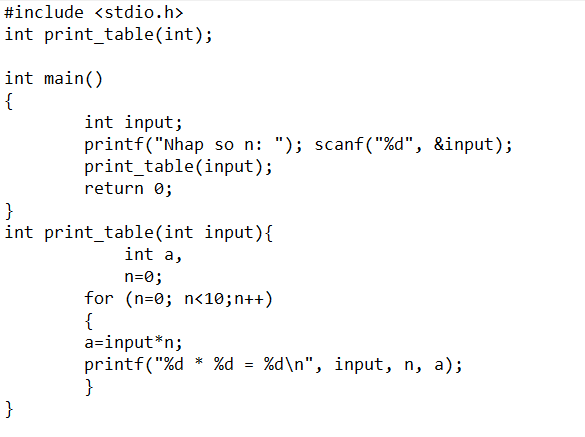 #include <stdio.h>
int print_table(int);

int main()
{
        int input;
        printf("Nhap so n: "); scanf("%d", &input);
        print_table(input);
        return 0;
}
int print_table(int input){
            int a,
            n=0;
        for (n=0; n<10;n++)
        {
        a=input*n;
        printf("%d * %d = %d\n", input, n, a);
        }
}